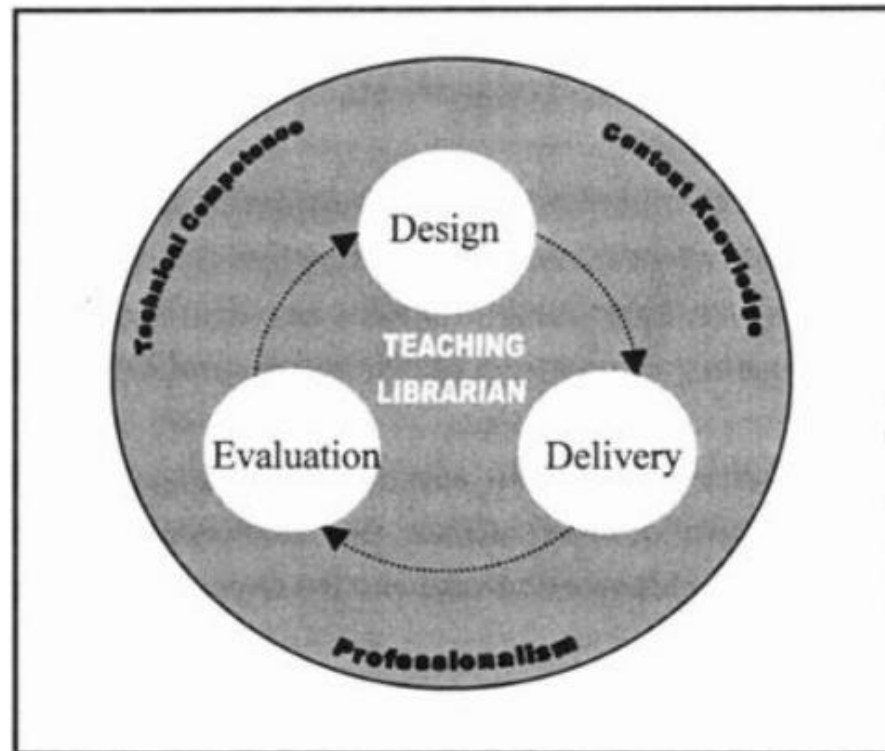 Technical Competence
Content Knowledge
Design
TEACHING
LIBRARIAN
Evaluation
Delivery
Professionalism